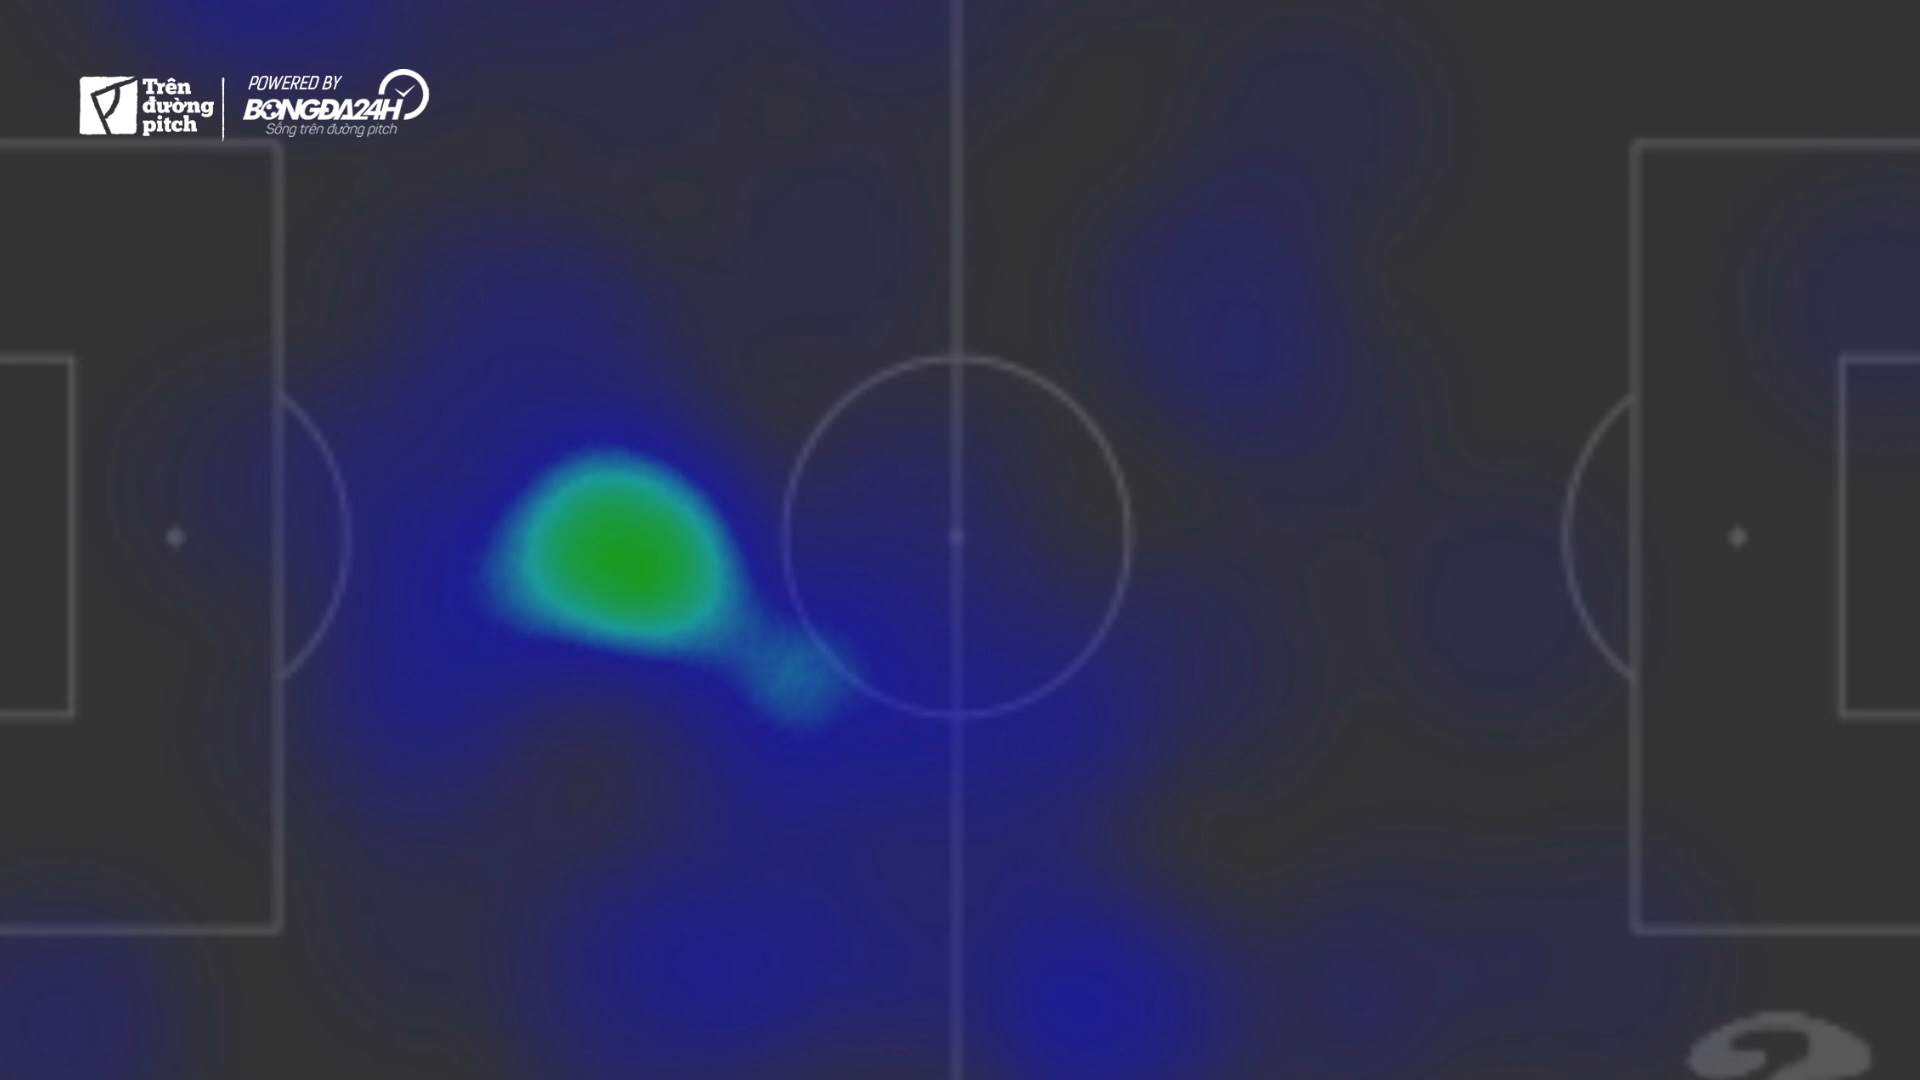 Trên
đường
pitch
POWERED BY
BONGDA24H
Sống trên đường pitch